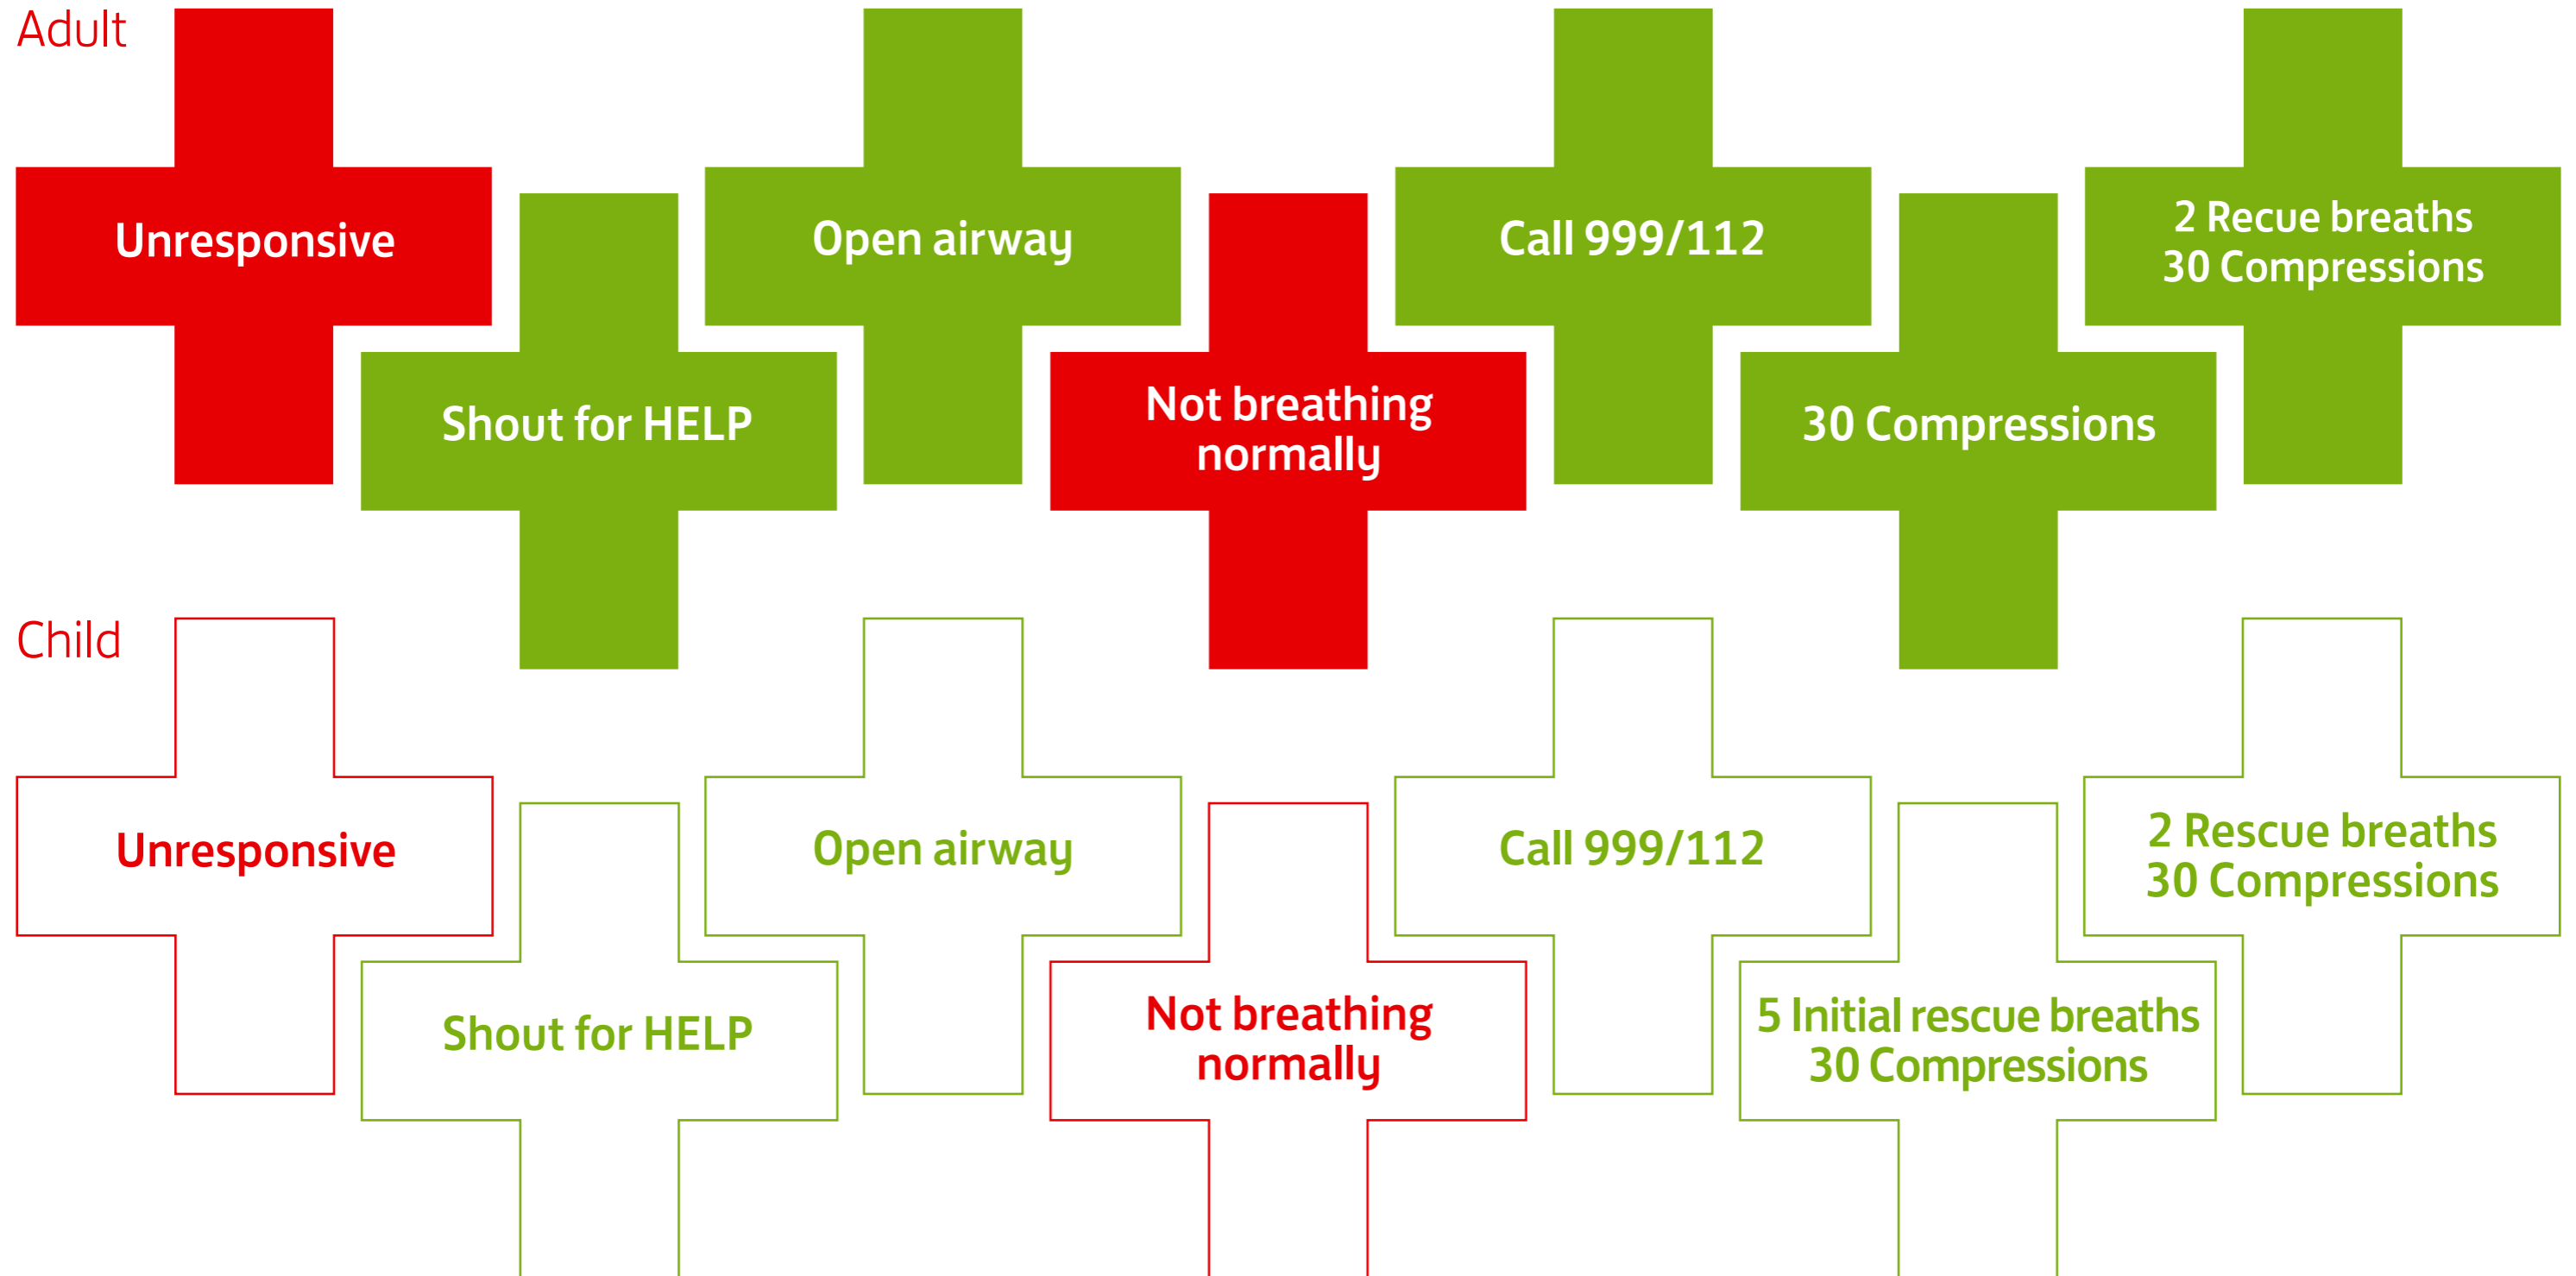 Adult
Unresponsive
Shout for HELP
Open airway
Not breathing
normally
Call 999/112
30 Compressions
2 Recue breaths
30 Compressions
Child
Unresponsive
Shout for HELP
Open airway
Not breathing
normally
Call 999/112
5 Initial rescue breaths
30 Compressions
2 Rescue breaths
30 Compressions